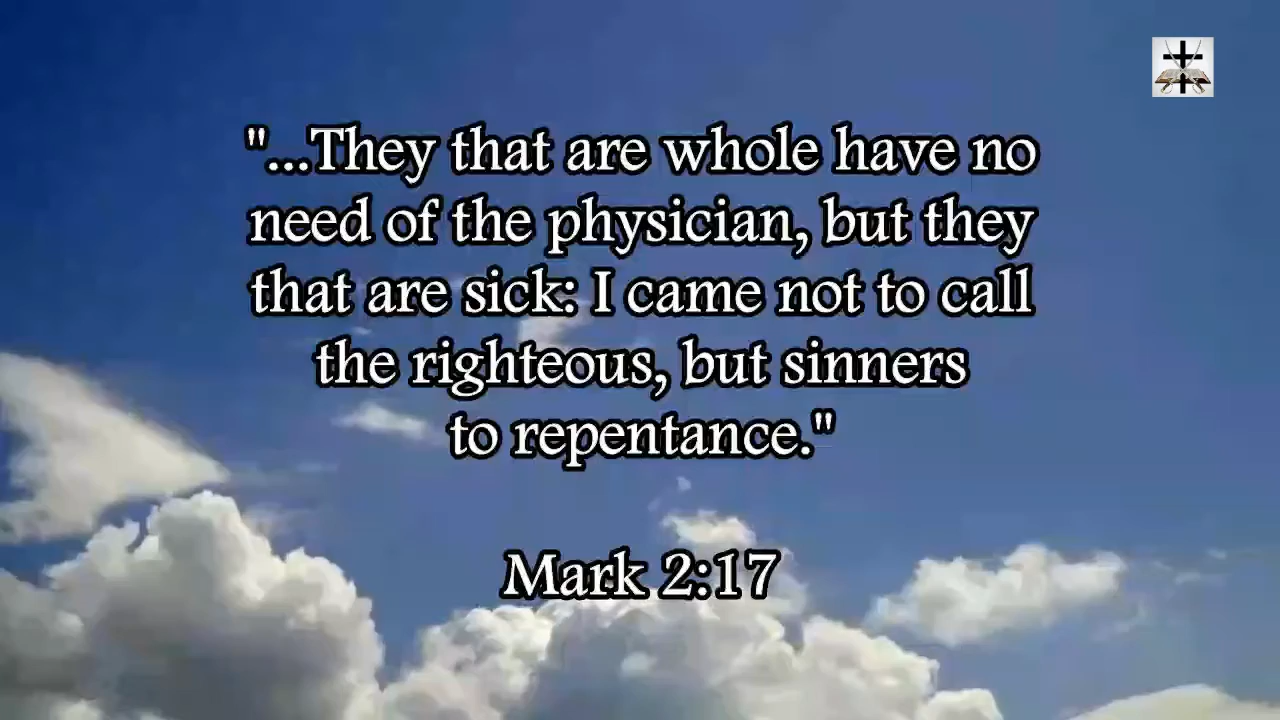 "...They that are whole have no
need of the physician, but they
that are sick: I came not to call
the righteous, but sinners
to repentance."
Mark 2:17